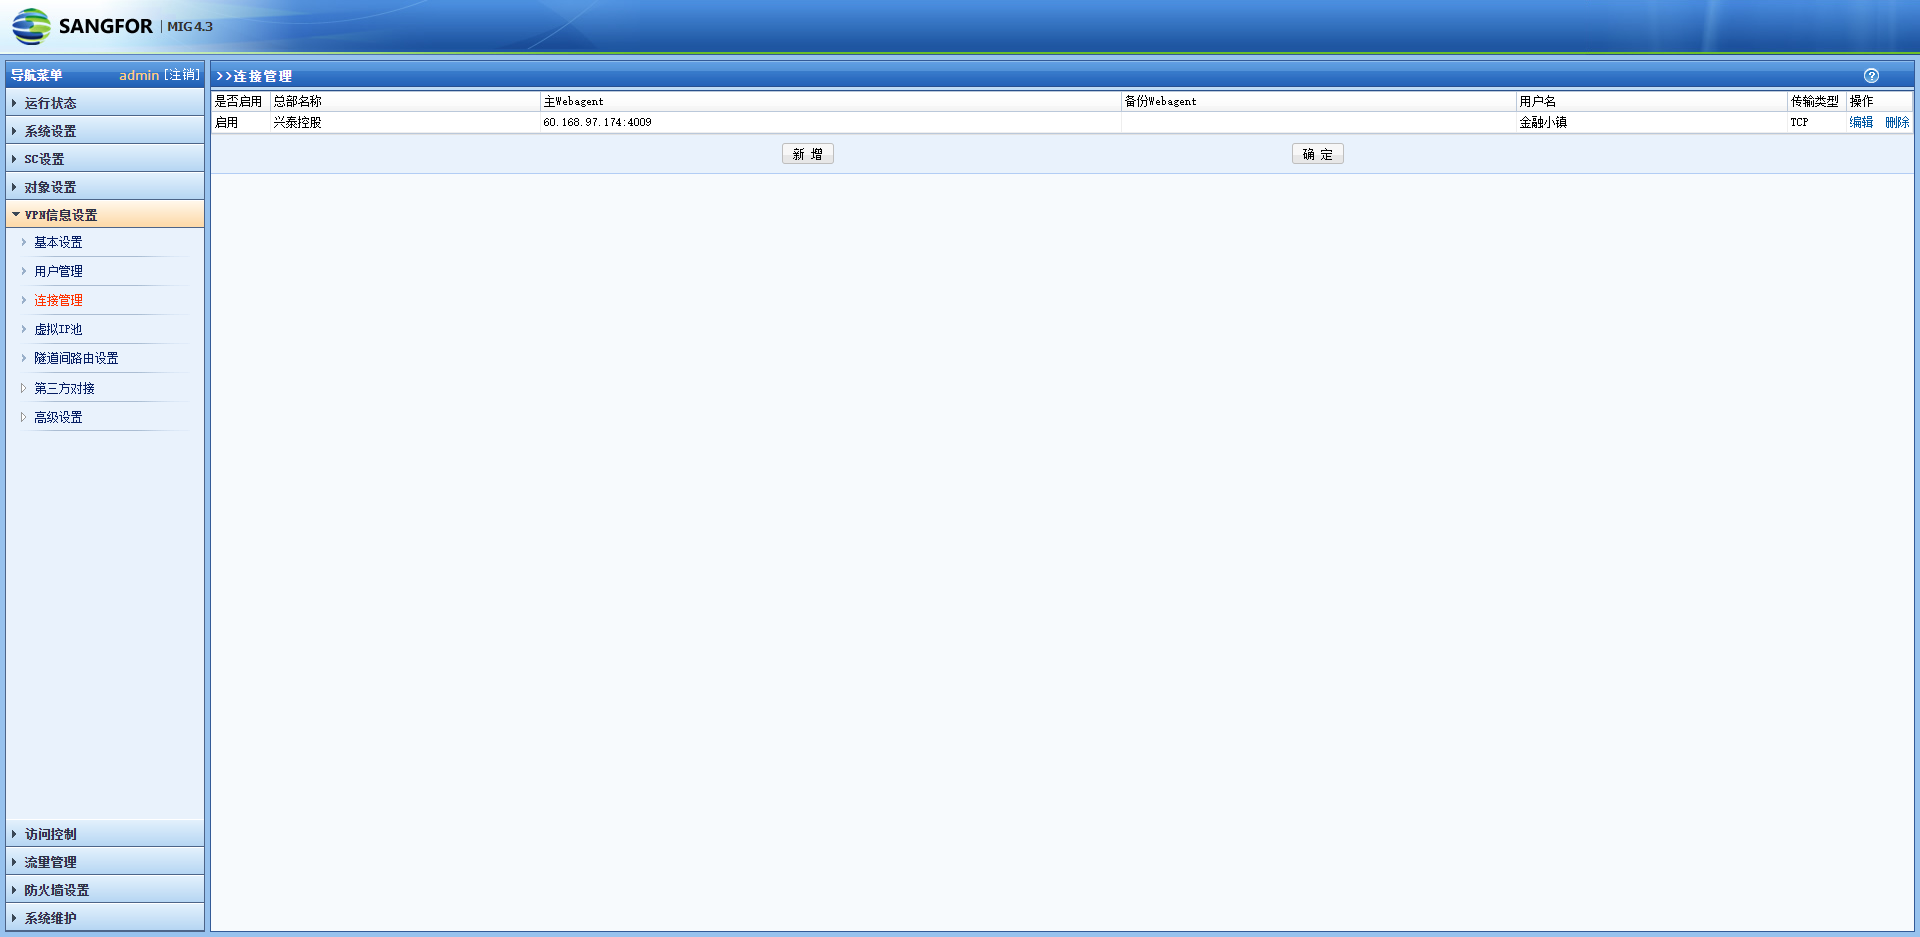 SANGFOR | MIG 4.3
导航菜单 admin [注销]
运行状态
系统设置
SC设置
对象设置
VPN信息设置
基本设置
用户管理
连接管理
虚拟IP池
隧道间路由设置
第三方对接
高级设置
访问控制
流量管理
防火墙设置
系统维护
>>连接管理 ?
是否启用 总部名称 主Webagent 备份Webagent 用户名 传输类型 操作
启用 兴泰控股 60.168.97.174:4009 金融小镇 TCP 编辑 删除
新 增 确 定